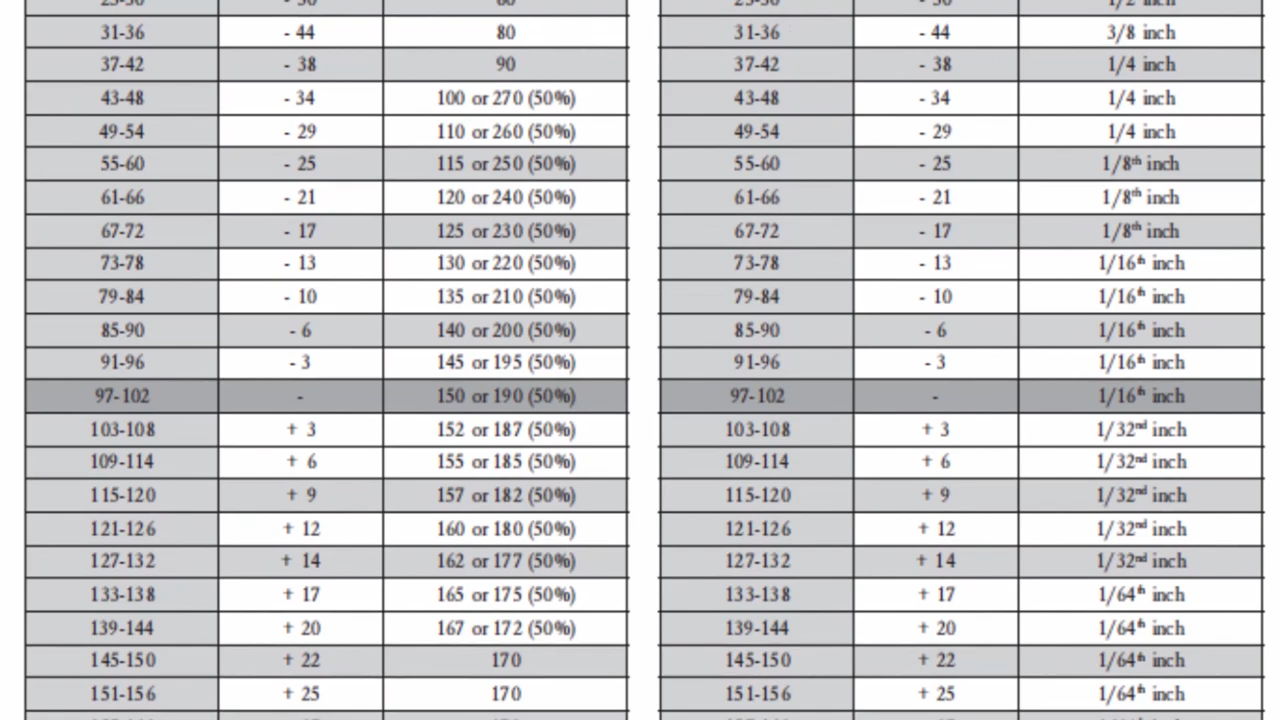 31-36 - 44 80 31-36 - 44 3/8 inch
37-42 - 38 90 37-42 - 38 1/4 inch
43-48 - 34 100 or 270 (50%) 43-48 - 34 1/4 inch
49-54 - 29 110 or 260 (50%) 49-54 - 29 1/4 inch
55-60 - 25 115 or 250 (50%) 55-60 - 25 1/8th inch
61-66 - 21 120 or 240 (50%) 61-66 - 21 1/8th inch
67-72 - 17 125 or 230 (50%) 67-72 - 17 1/8th inch
73-78 - 13 130 or 220 (50%) 73-78 - 13 1/16th inch
79-84 - 10 135 or 210 (50%) 79-84 - 10 1/16th inch
85-90 - 6 140 or 200 (50%) 85-90 - 6 1/16th inch
91-96 - 3 145 or 195 (50%) 91-96 - 3 1/16th inch
97-102 - 150 or 190 (50%) 97-102 - 1/16th inch
103-108 + 3 152 or 187 (50%) 103-108 + 3 1/32nd inch
109-114 + 6 155 or 185 (50%) 109-114 + 6 1/32nd inch
115-120 + 9 157 or 182 (50%) 115-120 + 9 1/32nd inch
121-126 + 12 160 or 180 (50%) 121-126 + 12 1/32nd inch
127-132 + 14 162 or 177 (50%) 127-132 + 14 1/32nd inch
133-138 + 17 165 or 175 (50%) 133-138 + 17 1/64th inch
139-144 + 20 167 or 172 (50%) 139-144 + 20 1/64th inch
145-150 + 22 170 145-150 + 22 1/64th inch
151-156 + 25 170 151-156 + 25 1/64th inch